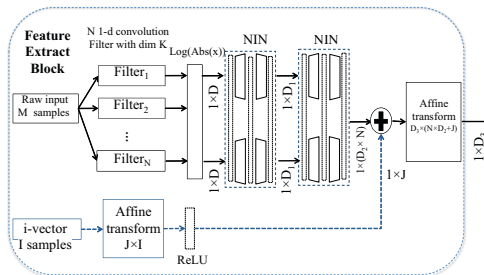 Feature
Extract
Block
N 1-d convolution
Filter with dim K
Log(Abs(x))
NIN
NIN
Raw input
M samples
Filter₁
Filter₂
⋮
Filter_N
1×D
1×D
1×D₁
1×D₁
1×(D₂×N)
+
1×J
Affine
transform
D₃×(N×D₂+J)
1×D₃
i-vector
I samples
Affine
transform
J×I
ReLU